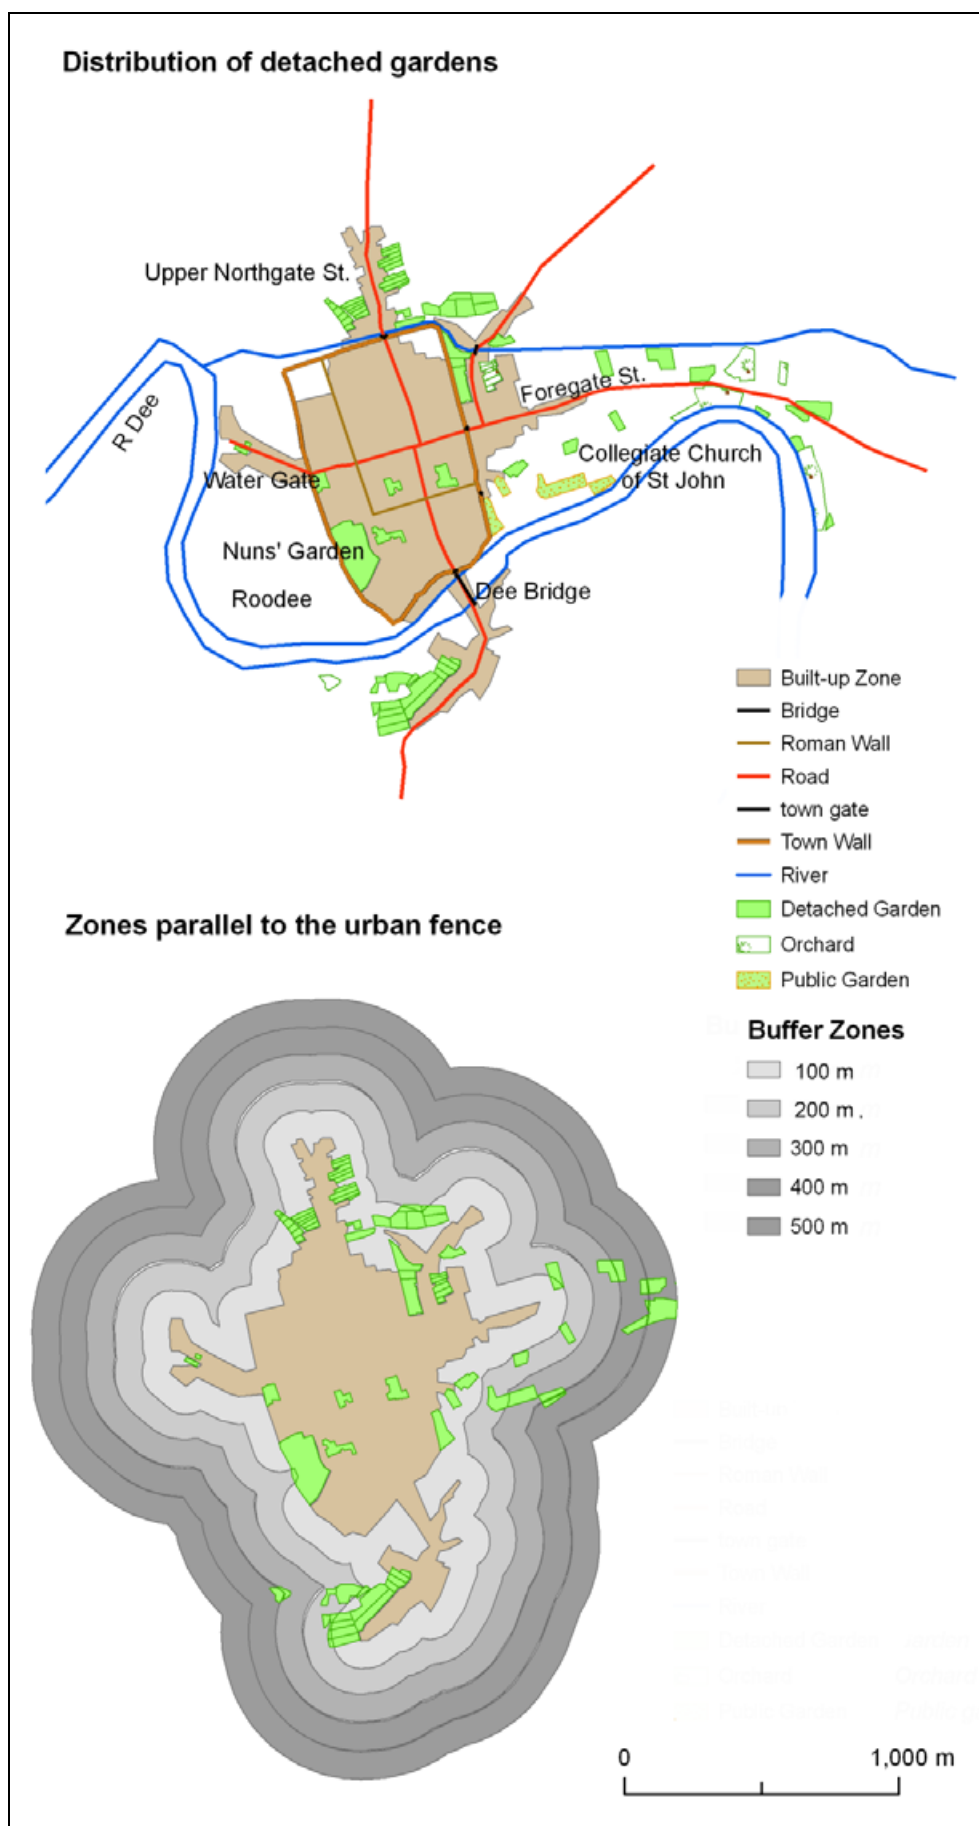 Distribution of detached gardens
Upper Northgate St.
R Dee
Foregate St.
Collegiate Church
of St John
Water Gate
Nuns' Garden
Roodee
Dee Bridge
Built-up Zone
Bridge
Roman Wall
Road
town gate
Town Wall
River
Detached Garden
Orchard
Public Garden
Zones parallel to the urban fence
Buffer Zones
100 m
200 m .
300 m
400 m
500 m
0 1,000 m